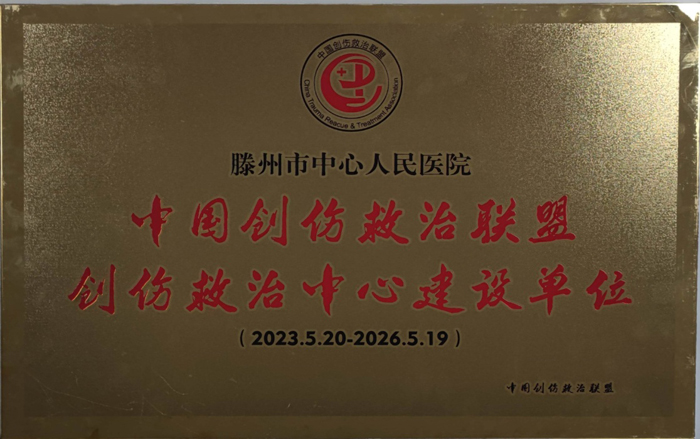 中国创伤救治联盟
China Trauma Rescue & Treatment Association
滕州市中心人民医院
中国创伤救治联盟
创伤救治中心建设单位
(2023.5.20-2026.5.19)
中国创伤救治联盟